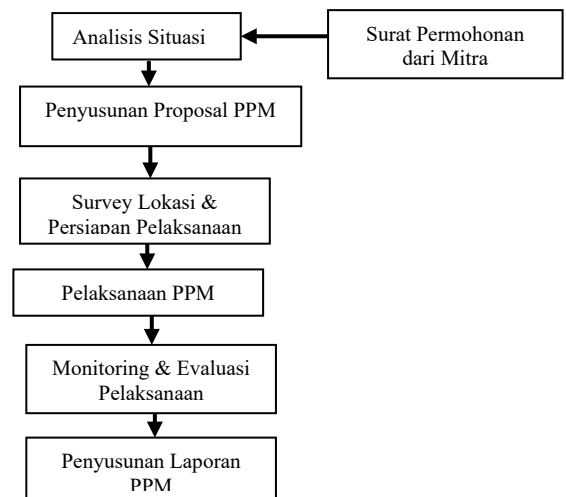 Analisis Situasi
Surat Permohonan
dari Mitra
Penyusunan Proposal PPM
Survey Lokasi &
Persiapan Pelaksanaan
Pelaksanaan PPM
Monitoring & Evaluasi
Pelaksanaan
Penyusunan Laporan
PPM